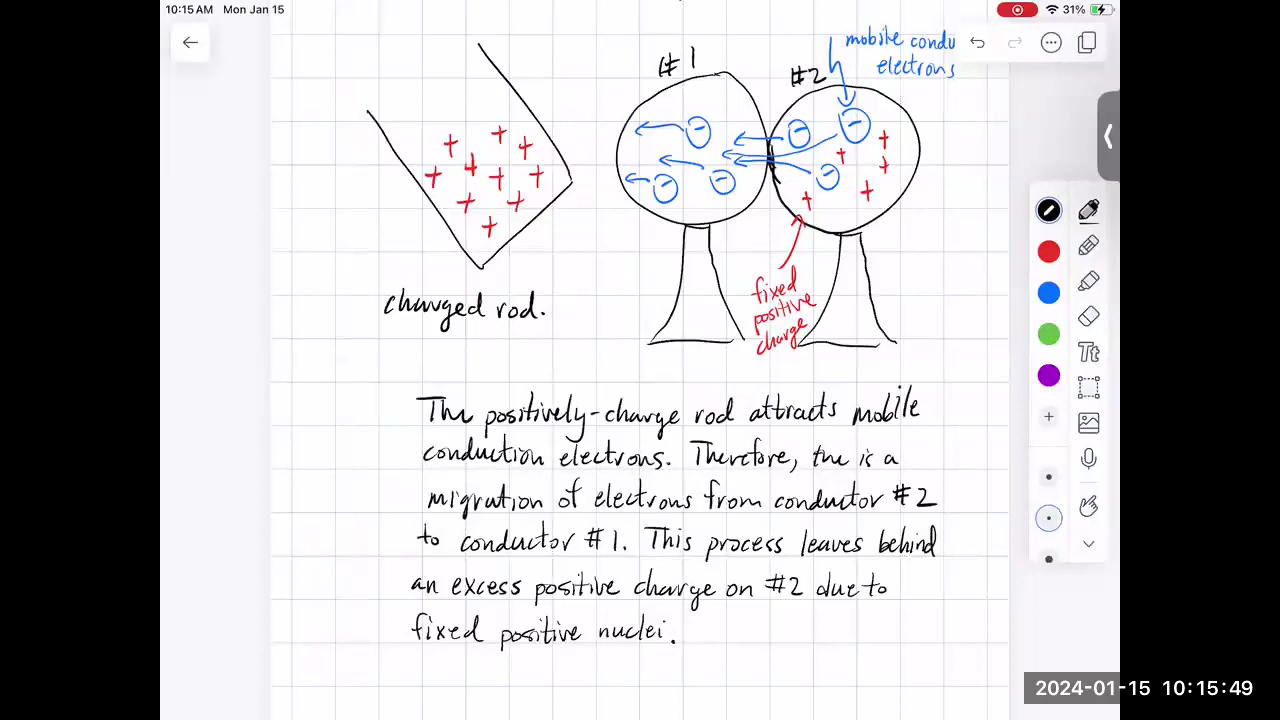 10:15 AM Mon Jan 15
31%
mobile condu
electrons
#1
#2
fixed
positive
charge
charged rod.
The positively-charge rod attracts mobile
conduction electrons. Therefore, the is a
migration of electrons from conductor #2
to conductor #1. This process leaves behind
an excess positive charge on #2 due to
fixed positive nuclei.
Tt
2024-01-15 10:15:49